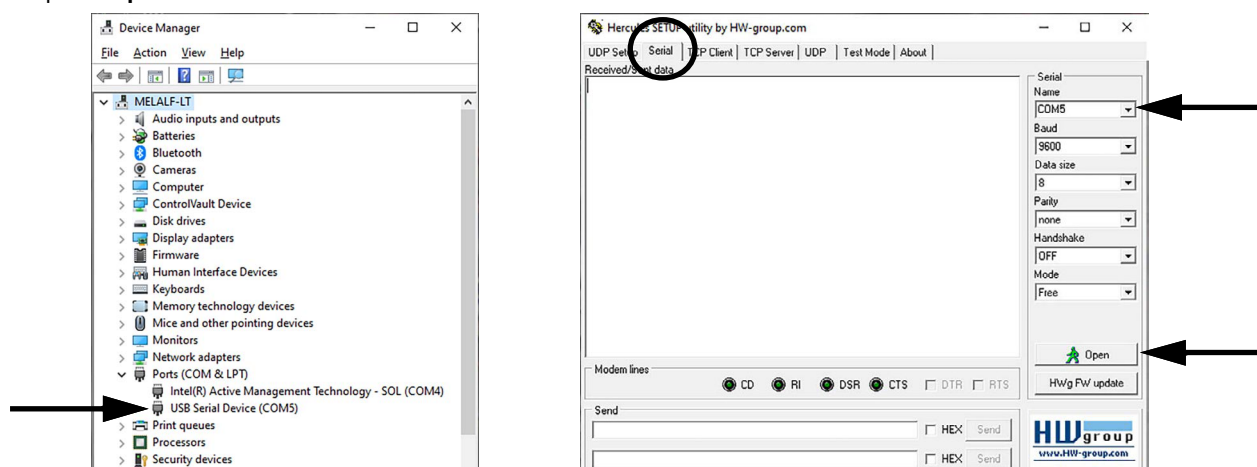 Device Manager
File Action View Help
MELALF-LT
Audio inputs and outputs
Batteries
Bluetooth
Cameras
Computer
ControlVault Device
Disk drives
Display adapters
Firmware
Human Interface Devices
Keyboards
Memory technology devices
Mice and other pointing devices
Monitors
Network adapters
Ports (COM & LPT)
Intel(R) Active Management Technology - SOL (COM4)
USB Serial Device (COM5)
Print queues
Processors
Security devices
Hercules SETUP utility by HW-group.com
UDP Setup Serial TCP Client TCP Server UDP Test Mode About
Received/Sent data
Serial
Name
COM5
Baud
9600
Data size
8
Parity
none
Handshake
OFF
Mode
Free
Open
HWg FW update
Modem lines
CD RI DSR CTS DTR RTS
Send
HEX Send
HEX Send
HW group
www.HW-group.com